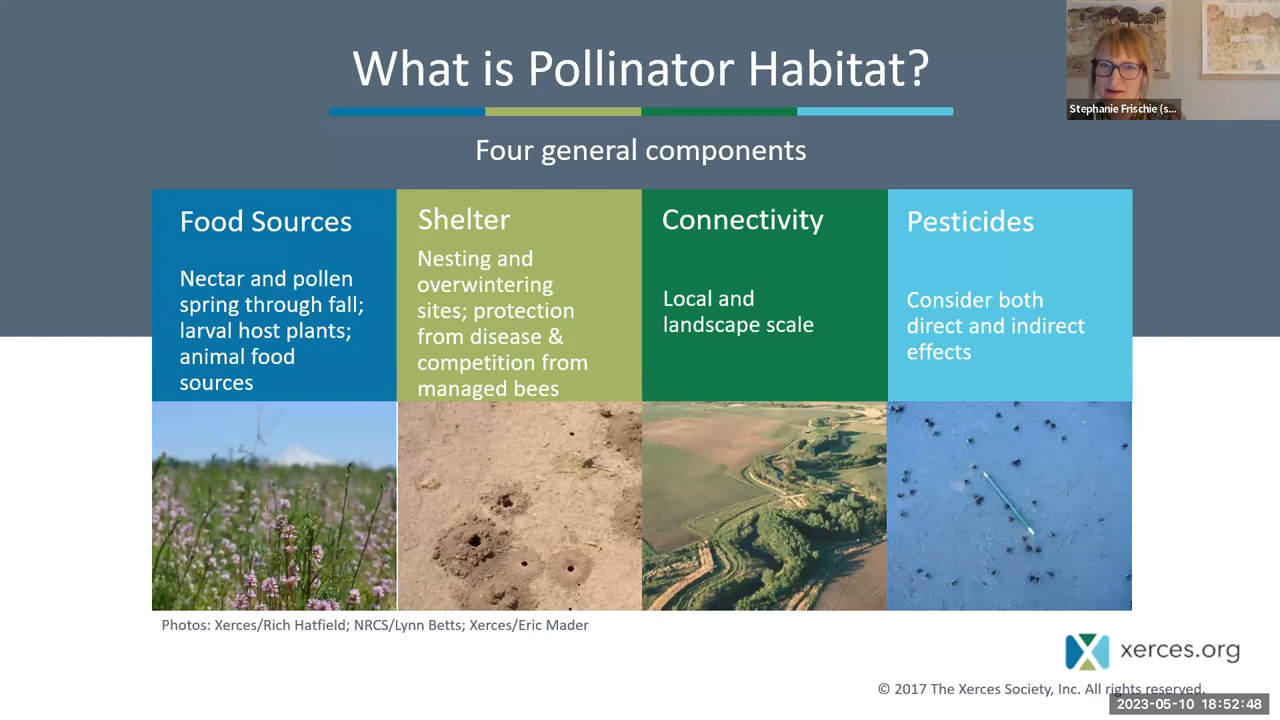 What is Pollinator Habitat?
Stephanie Frischie (s...
Four general components
Food Sources
Nectar and pollen
spring through fall;
larval host plants;
animal food
sources
Shelter
Nesting and
overwintering
sites; protection
from disease &
competition from
managed bees
Connectivity
Local and
landscape scale
Pesticides
Consider both
direct and indirect
effects
Photos: Xerces/Rich Hatfield; NRCS/Lynn Betts; Xerces/Eric Mader
xerces.org
© 2017 The Xerces Society, Inc. All rights reserved.
2023-05-10 18:52:48